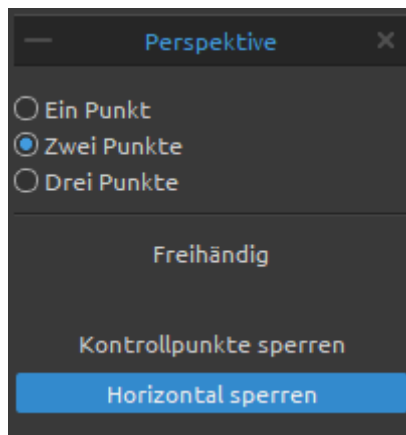 Perspektive
Ein Punkt
Zwei Punkte
Drei Punkte
Freihändig
Kontrollpunkte sperren
Horizontal sperren